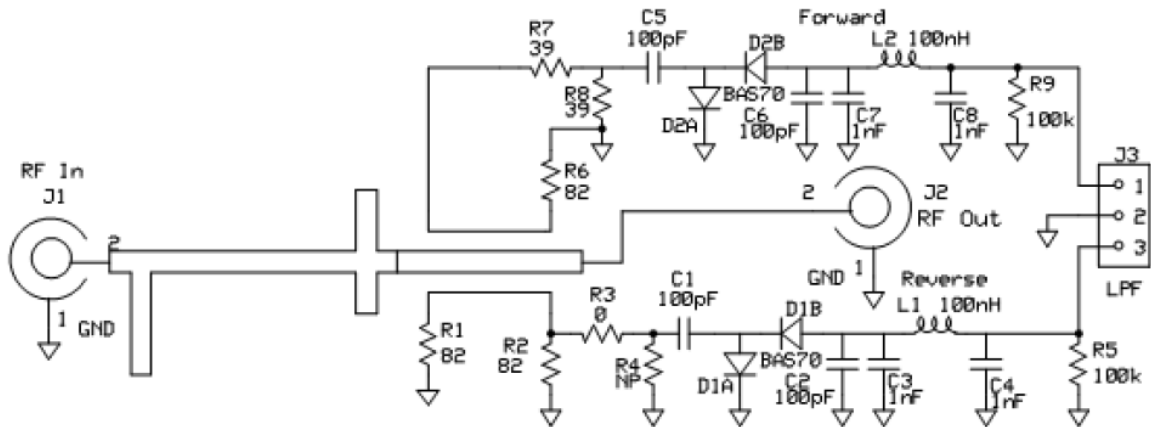 R7
39
C5
100pF
R8
39
D2B
BAS70
D2A
Forward
L2 100nH
C6
100pF
C7
1nF
C8
1nF
R9
100k
R6
82
RF In
J1
2
1
GND
2
J2
RF Out
1
GND
J3
1
2
3
LPF
Reverse
L1 100nH
R1
82
R2
82
R3
0
R4
NP
C1
100pF
D1B
BAS70
D1A
C2
100pF
C3
1nF
C4
1nF
R5
100k